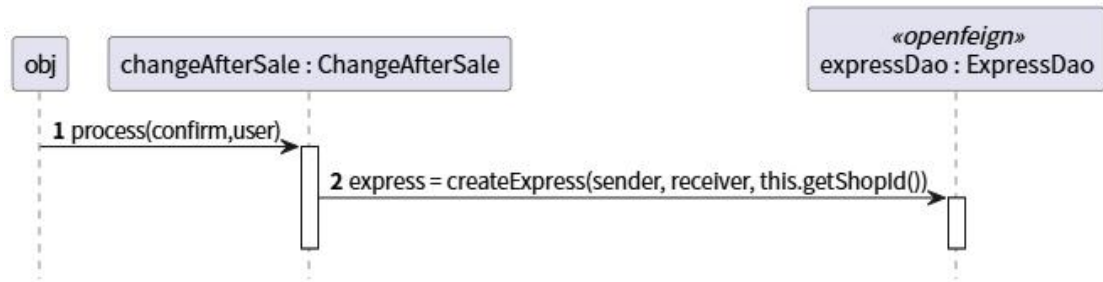 obj
changeAfterSale : ChangeAfterSale
«openfeign»
expressDao : ExpressDao
1 process(confirm,user)
2 express = createExpress(sender, receiver, this.getShopId())